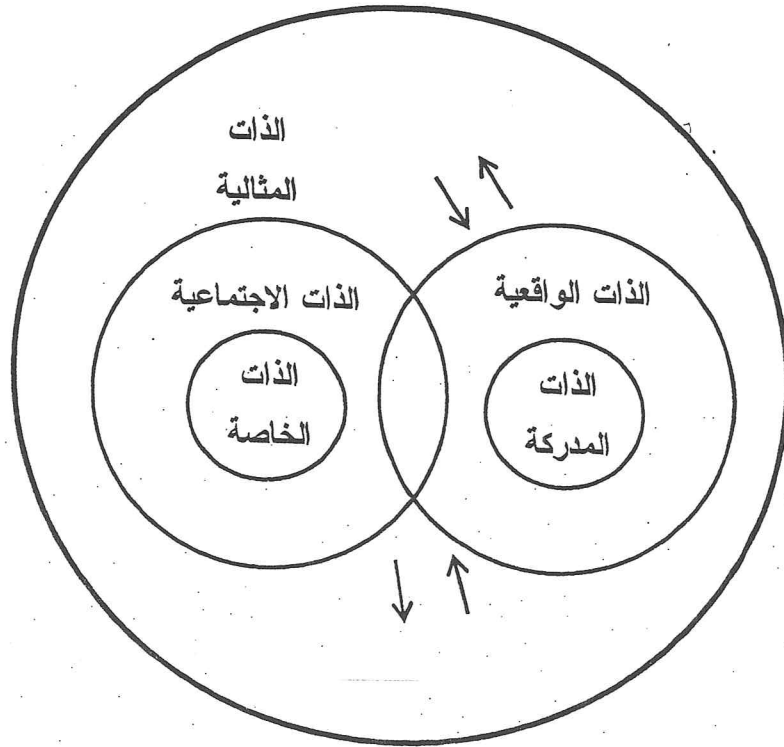 الذات
المثالية
الذات الواقعية
الذات الاجتماعية
الذات
المدركة
الذات
الخاصة